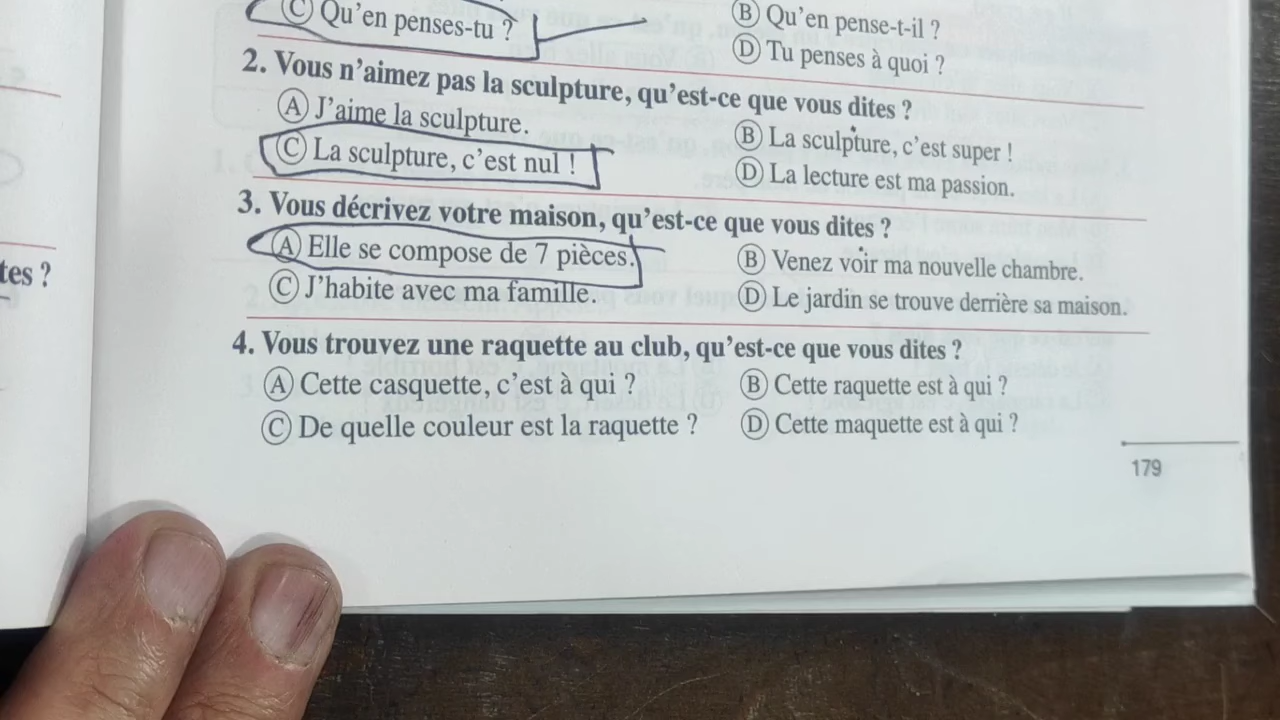 C Qu'en penses-tu ? B Qu'en pense-t-il ?
D Tu penses à quoi ?
2. Vous n'aimez pas la sculpture, qu'est-ce que vous dites ?
A J'aime la sculpture. B La sculpture, c'est super !
C La sculpture, c'est nul ! D La lecture est ma passion.
3. Vous décrivez votre maison, qu'est-ce que vous dites ?
A Elle se compose de 7 pièces. B Venez voir ma nouvelle chambre.
C J'habite avec ma famille. D Le jardin se trouve derrière sa maison.
tes ?
4. Vous trouvez une raquette au club, qu'est-ce que vous dites ?
A Cette casquette, c'est à qui ? B Cette raquette est à qui ?
C De quelle couleur est la raquette ? D Cette maquette est à qui ?
179